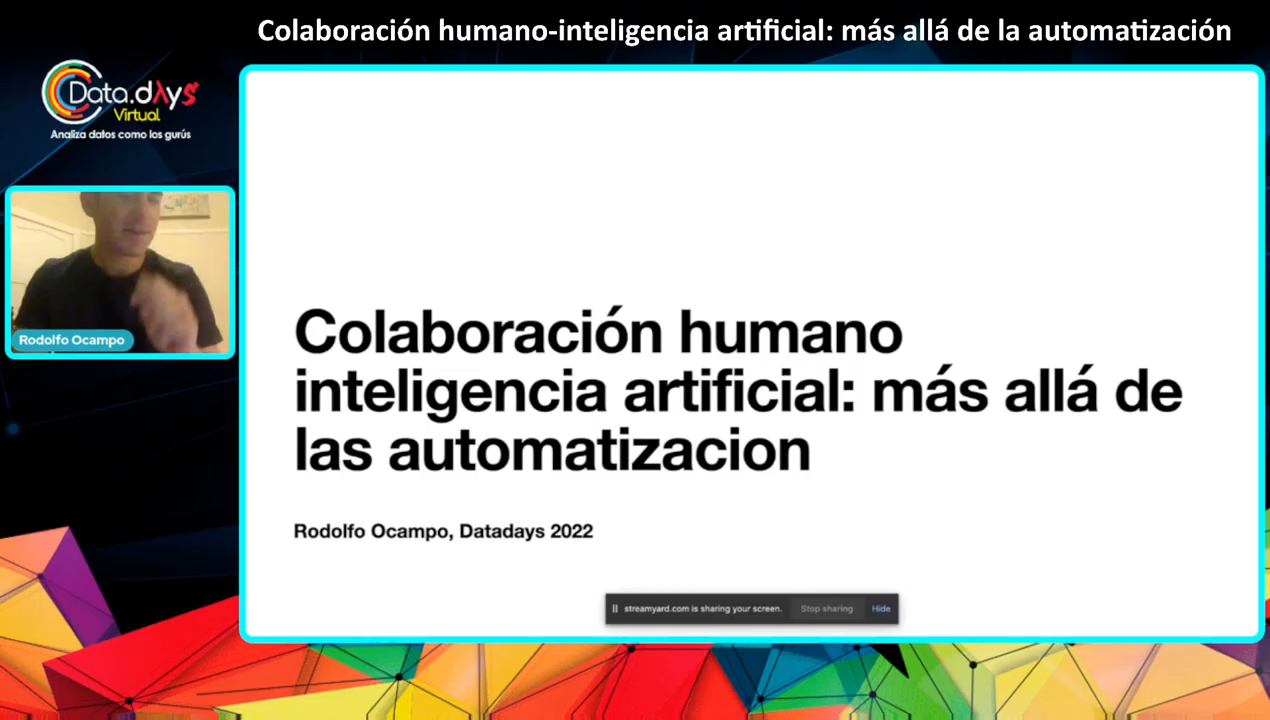 Colaboración humano-inteligencia artificial: más allá de la automatización
Data.dAys
Virtual
Analiza datos como los gurús
Rodolfo Ocampo
Colaboración humano
inteligencia artificial: más allá de
las automatizacion
Rodolfo Ocampo, Datadays 2022
streamyard.com is sharing your screen.
Stop sharing
Hide